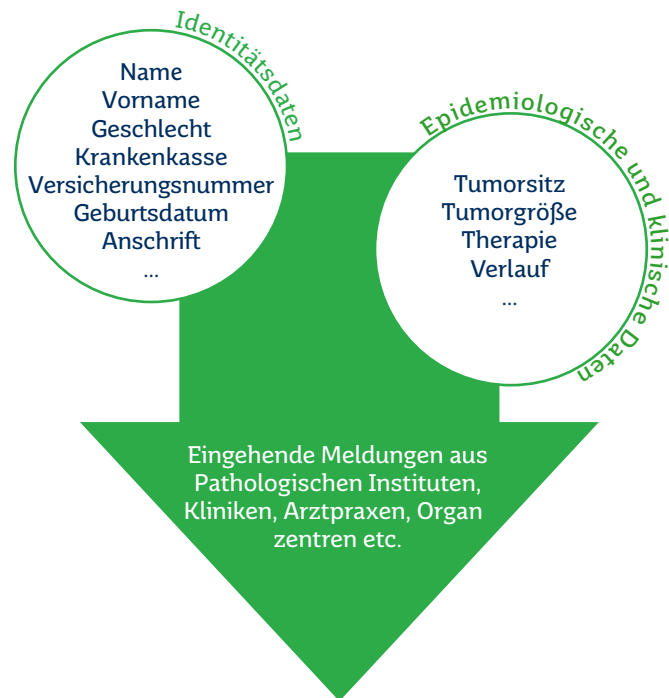 Identitätsdaten
Name
Vorname
Geschlecht
Krankenkasse
Versicherungsnummer
Geburtsdatum
Anschrift
...
Epidemiologische und klinische Daten
Tumorsitz
Tumorgröße
Therapie
Verlauf
...
Eingehende Meldungen aus
Pathologischen Instituten,
Kliniken, Arztpraxen, Organ
zentren etc.